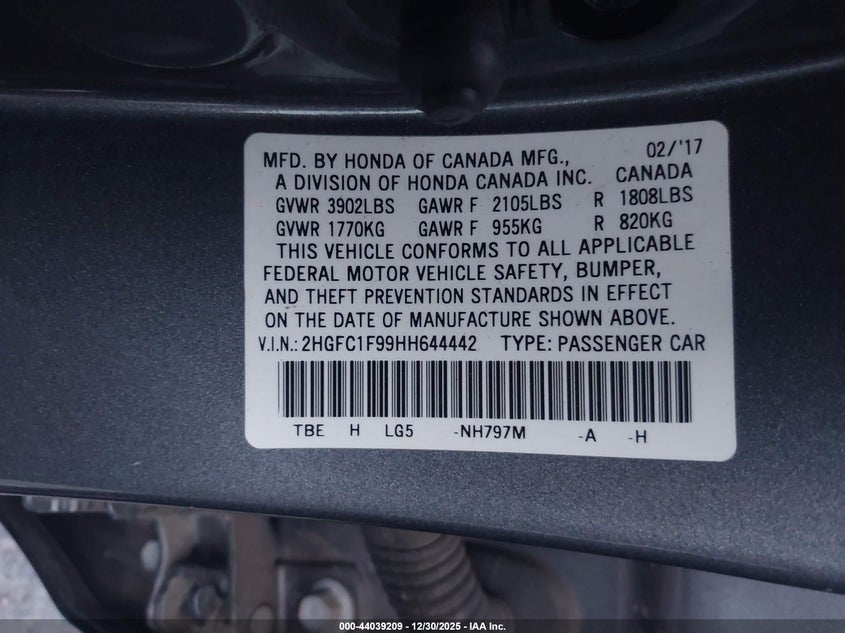 MFD. BY HONDA OF CANADA MFG., 02/'17
A DIVISION OF HONDA CANADA INC. CANADA
GVWR 3902LBS GAWR F 2105LBS R 1808LBS
GVWR 1770KG GAWR F 955KG R 820KG
THIS VEHICLE CONFORMS TO ALL APPLICABLE
FEDERAL MOTOR VEHICLE SAFETY, BUMPER,
AND THEFT PREVENTION STANDARDS IN EFFECT
ON THE DATE OF MANUFACTURE SHOWN ABOVE.
V.I.N.: 2HGFC1F99HH644442 TYPE: PASSENGER CAR
TBE H LG5 -NH797M -A -H
000-44039209 - 12/30/2025 - IAA Inc.